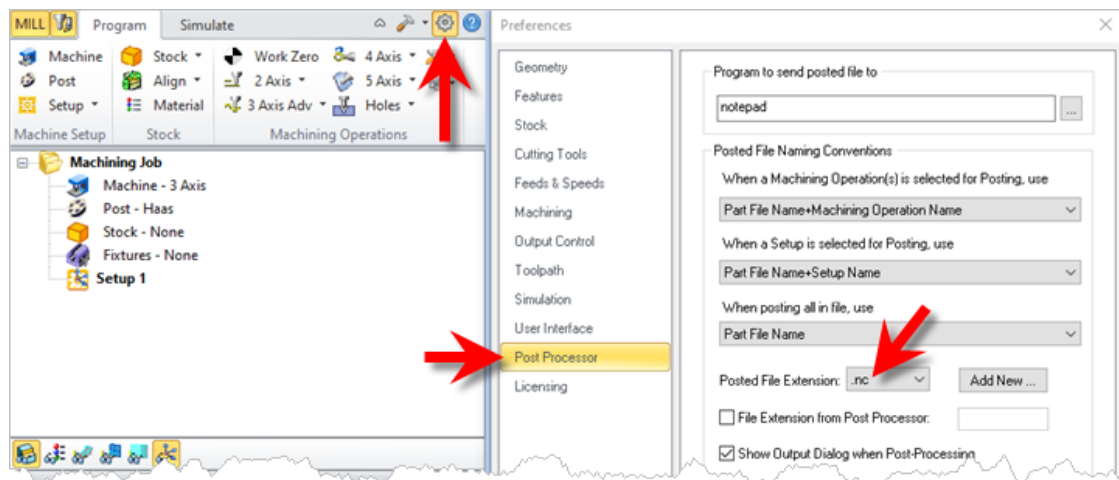 MILL Program Simulate
Machine Stock Work Zero 4 Axis
Post Align 2 Axis 5 Axis
Setup Material 3 Axis Adv Holes
Machine Setup Stock Machining Operations
Machining Job
Machine - 3 Axis
Post - Haas
Stock - None
Fixtures - None
Setup 1
Preferences
Geometry
Features
Stock
Cutting Tools
Feeds & Speeds
Machining
Output Control
Toolpath
Simulation
User Interface
Post Processor
Licensing
Program to send posted file to
notepad
...
Posted File Naming Conventions
When a Machining Operation(s) is selected for Posting, use
Part File Name+Machining Operation Name
When a Setup is selected for Posting, use
Part File Name+Setup Name
When posting all in file, use
Part File Name
Posted File Extension: .nc Add New ...
File Extension from Post Processor:
Show Output Dialog when Post-Processing